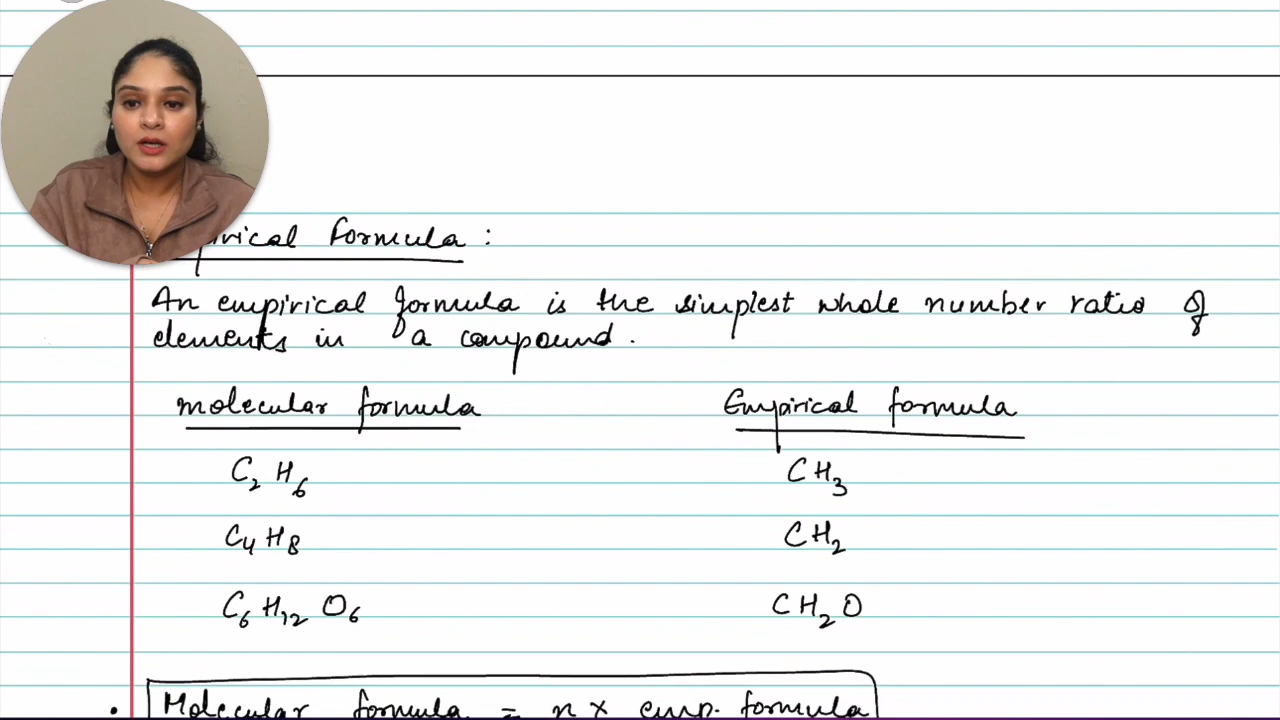 Formula :
An empirical formula is the simplest whole number ratio of
elements in a compound.
molecular formula Empirical formula
C₂H₆ CH₃
C₄H₈ CH₂
C₆H₁₂O₆ CH₂O
• Molecular formula = n × emp. formula